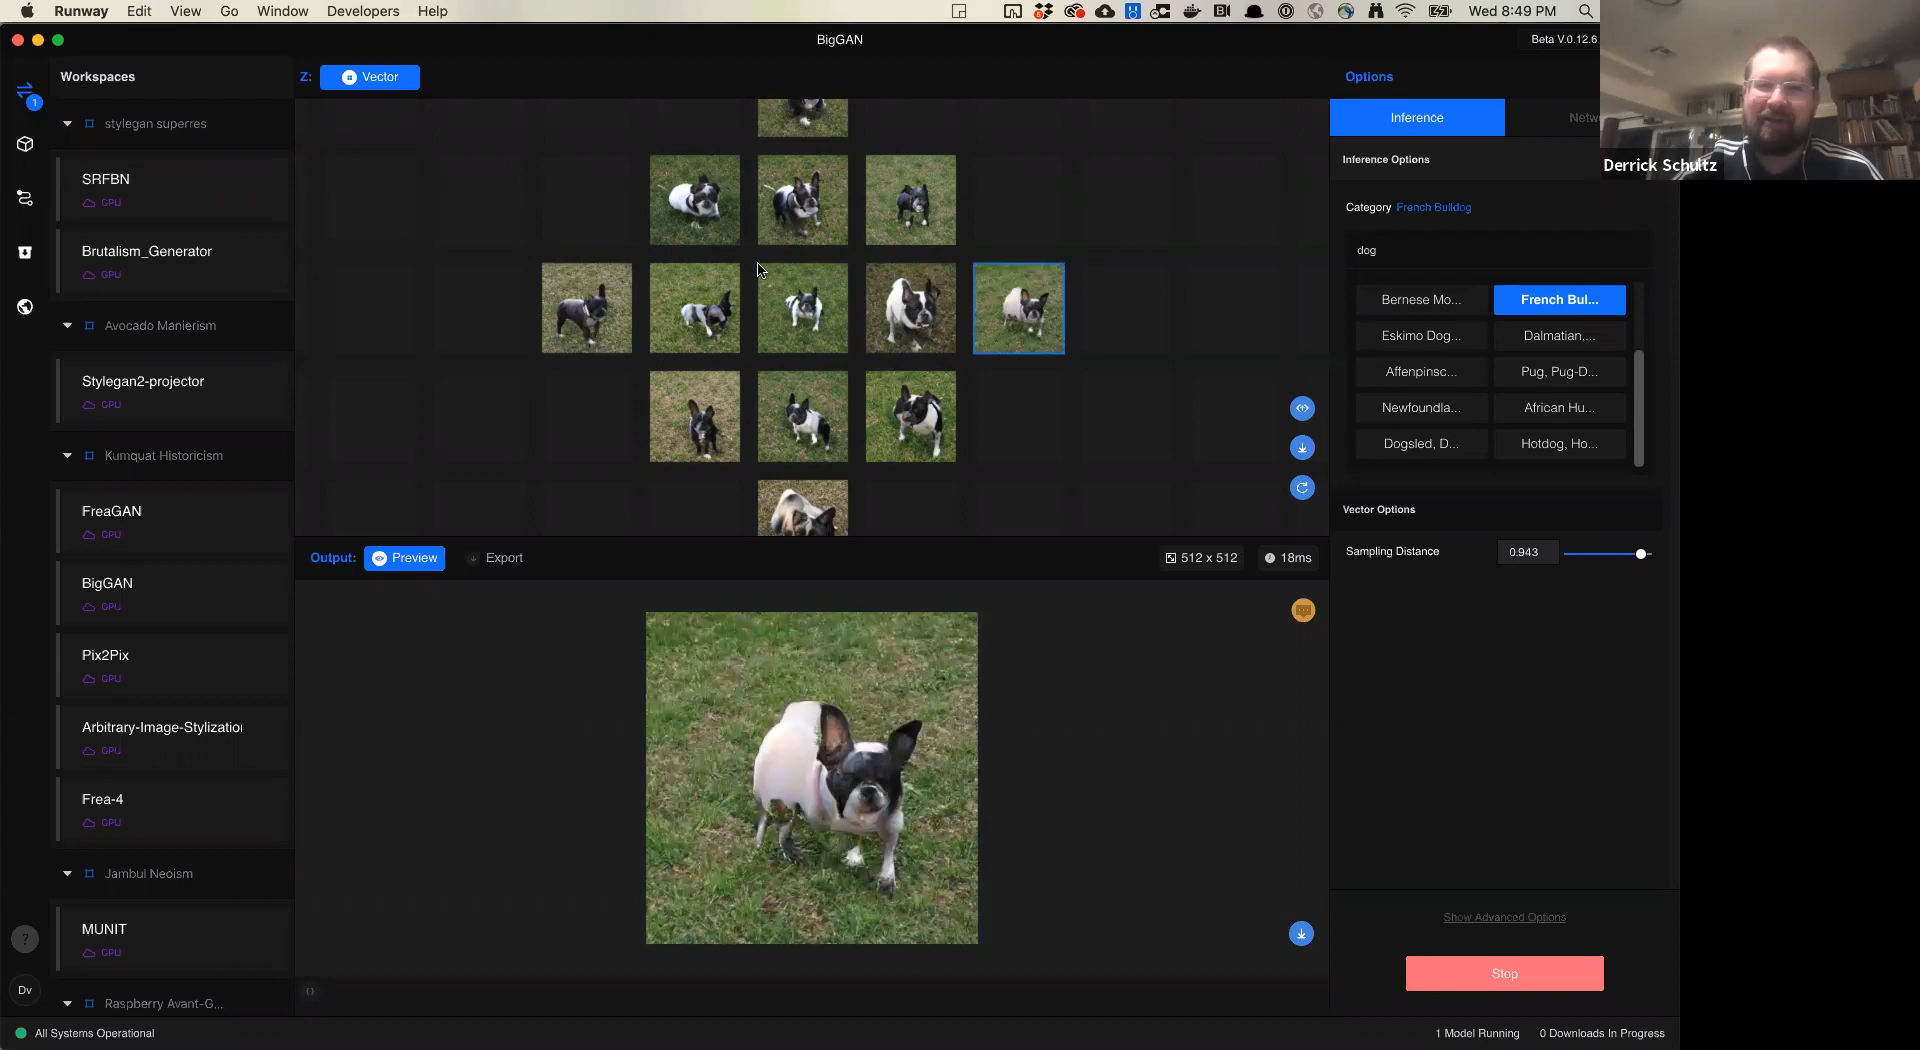 Runway Edit View Go Window Developers Help
Wed 8:49 PM
BigGAN
Beta V.0.12.6
Derrick Schultz
Workspaces
1
stylegan superres
SRFBN
GPU
Brutalism_Generator
GPU
Avocado Manierism
Stylegan2-projector
GPU
Kumquat Historicism
FreaGAN
GPU
BigGAN
GPU
Pix2Pix
GPU
Arbitrary-Image-Stylization
GPU
Frea-4
GPU
Jambul Neoism
MUNIT
GPU
Raspberry Avant-G...
?
Dv
All Systems Operational
Z: Vector
Output: Preview Export
512 x 512 18ms
Options
Inference Netw
Inference Options
Category French Bulldog
dog
Bernese Mo... French Bul...
Eskimo Dog... Dalmatian,...
Affenpinsc... Pug, Pug-D...
Newfoundla... African Hu...
Dogsled, D... Hotdog, Ho...
Vector Options
Sampling Distance 0.943
Show Advanced Options
Stop
1 Model Running 0 Downloads In Progress